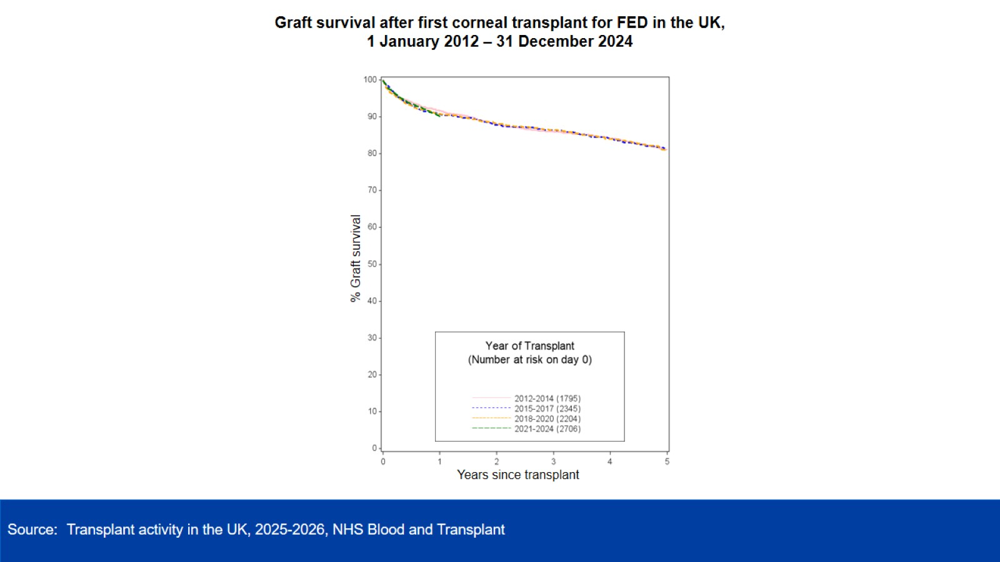 Graft survival after first corneal transplant for FED in the UK,
1 January 2012 – 31 December 2024
100
90
80
70
60
50
40
30
20
10
0
% Graft survival
Year of Transplant
(Number at risk on day 0)
2012-2014 (1795)
2015-2017 (2345)
2018-2020 (2204)
2021-2024 (2706)
0 1 2 3 4 5
Years since transplant
Source: Transplant activity in the UK, 2025-2026, NHS Blood and Transplant